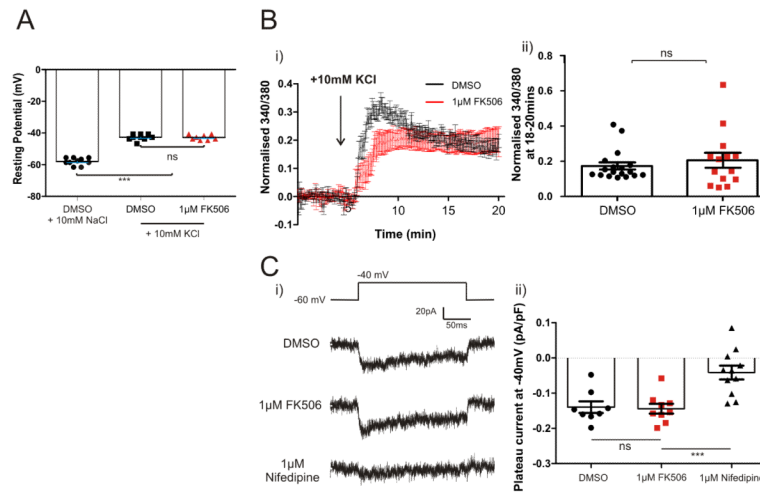 A
Resting Potential (mV)
0
-20
-40
-60
-80
***
ns
DMSO
+ 10mM NaCl
DMSO
1µM FK506
+ 10mM KCl
B
i)
Normalised 340/380
0.4
0.3
0.2
0.1
0.0
-0.1
+10mM KCl
DMSO
1µM FK506
5
10
15
20
Time (min)
ii)
Normalised 340/380
at 18-20mins
0.8
0.6
0.4
0.2
0.0
ns
DMSO
1µM FK506
C
i)
-40 mV
-60 mV
20pA
50ms
DMSO
1µM FK506
1µM
Nifedipine
ii)
Plateau current at -40mV (pA/pF)
0.1
0.0
-0.1
-0.2
-0.3
ns
***
DMSO
1µM FK506
1µM Nifedipine